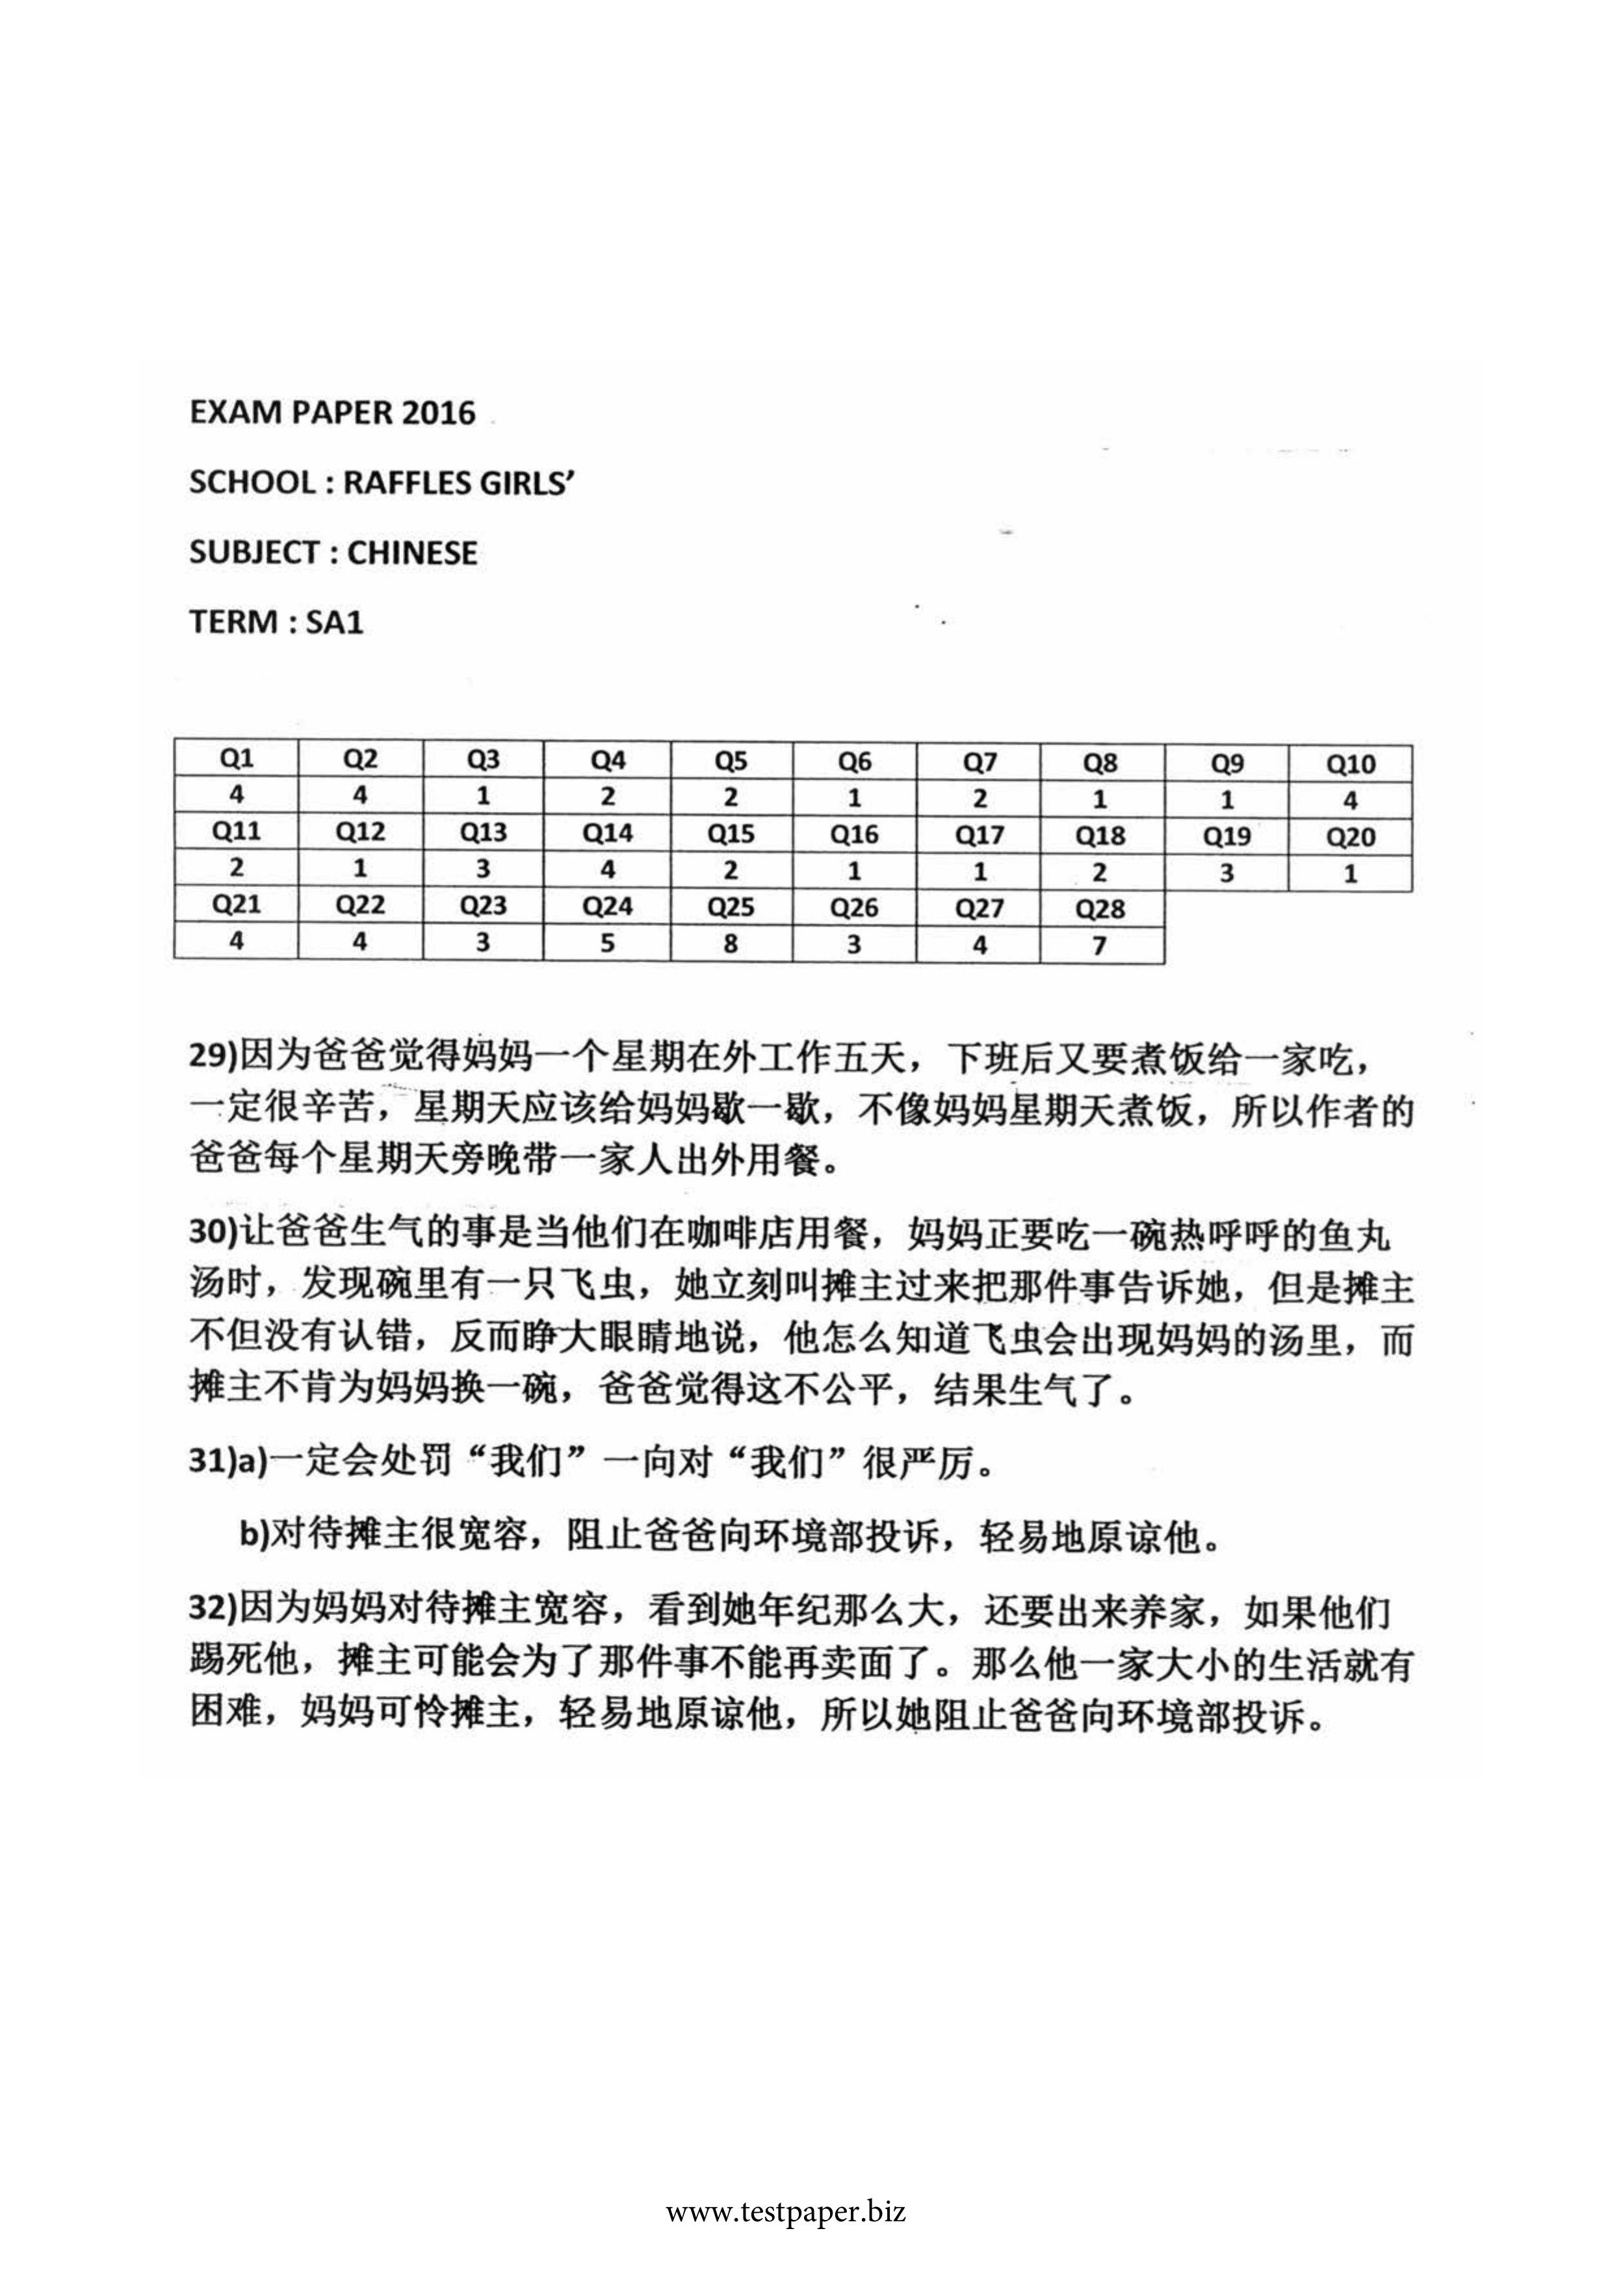 EXAM PAPER 2016
SCHOOL : RAFFLES GIRLS’
SUBJECT : CHINESE
TERM : SA1
Q1 Q2 Q3 Q4 Q5 Q6 Q7 Q8 Q9 Q10
4 4 1 2 2 1 2 1 1 4
Q11 Q12 Q13 Q14 Q15 Q16 Q17 Q18 Q19 Q20
2 1 3 4 2 1 1 2 3 1
Q21 Q22 Q23 Q24 Q25 Q26 Q27 Q28
4 4 3 5 8 3 4 7
29)因为爸爸觉得妈妈一个星期在外工作五天，下班后又要煮饭给一家吃，
一定很辛苦，星期天应该给妈妈歇一歇，不像妈妈星期天煮饭，所以作者的
爸爸每个星期天旁晚带一家人出外用餐。
30)让爸爸生气的事是当他们在咖啡店用餐，妈妈正要吃一碗热呼呼的鱼丸
汤时，发现碗里有一只飞虫，她立刻叫摊主过来把那件事告诉她，但是摊主
不但没有认错，反而睁大眼睛地说，他怎么知道飞虫会出现妈妈的汤里，而
摊主不肯为妈妈换一碗，爸爸觉得这不公平，结果生气了。
31)a)一定会处罚“我们”一向对“我们”很严厉。
b)对待摊主很宽容，阻止爸爸向环境部投诉，轻易地原谅他。
32)因为妈妈对待摊主宽容，看到她年纪那么大，还要出来养家，如果他们
踢死他，摊主可能会为了那件事不能再卖面了。那么他一家大小的生活就有
困难，妈妈可怜摊主，轻易地原谅他，所以她阻止爸爸向环境部投诉。
www.testpaper.biz